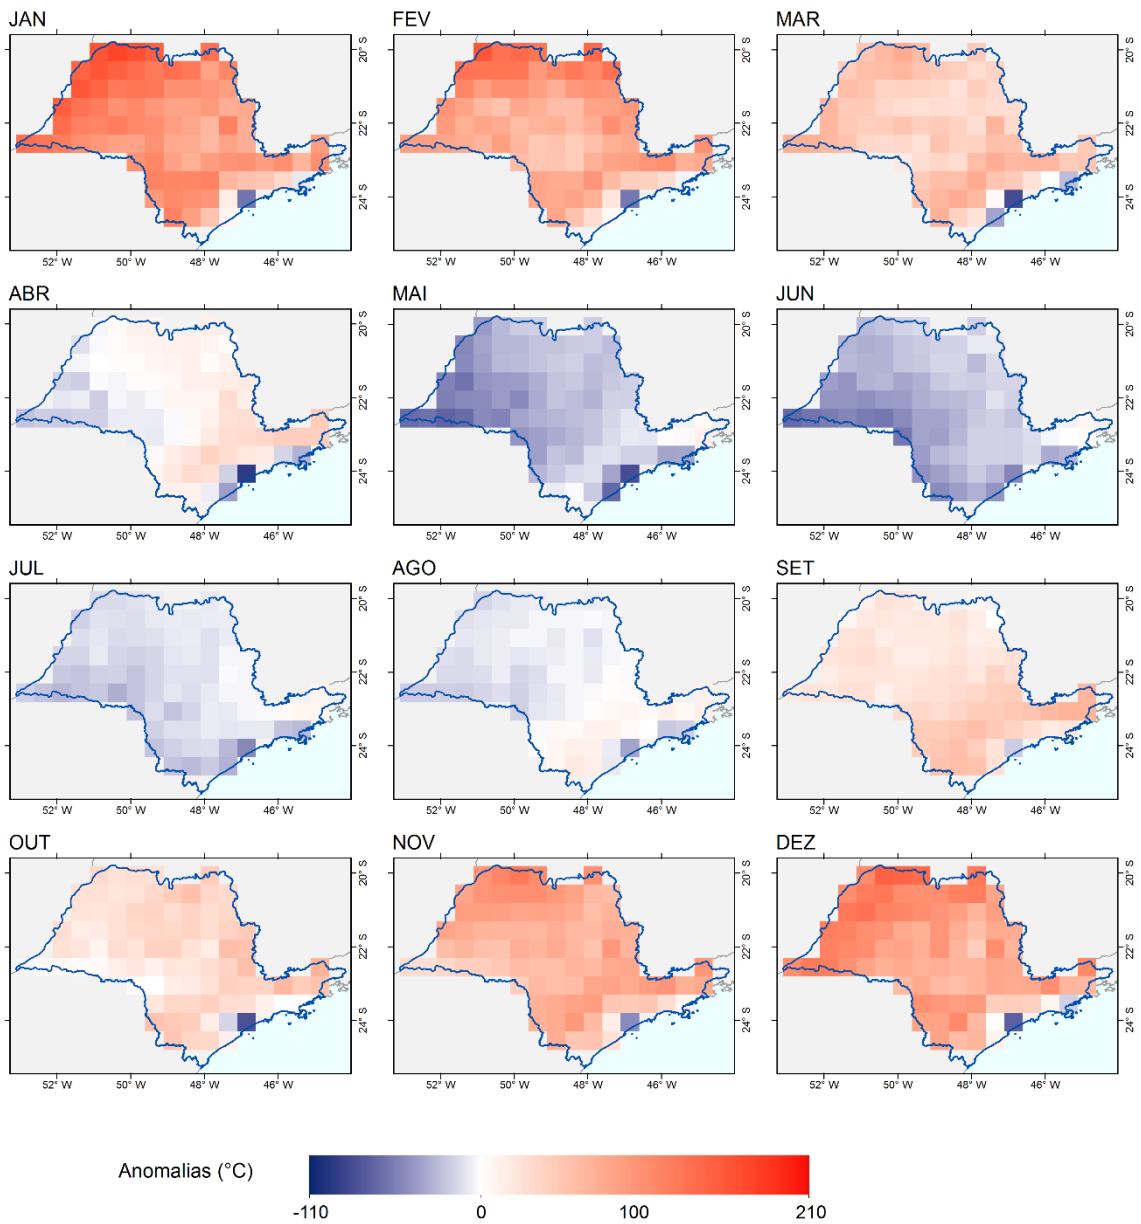 JAN FEV MAR
20° S 20° S 20° S
22° S 22° S 22° S
24° S 24° S 24° S
52° W 50° W 48° W 46° W 52° W 50° W 48° W 46° W 52° W 50° W 48° W 46° W
ABR MAI JUN
20° S 20° S 20° S
22° S 22° S 22° S
24° S 24° S 24° S
52° W 50° W 48° W 46° W 52° W 50° W 48° W 46° W 52° W 50° W 48° W 46° W
JUL AGO SET
20° S 20° S 20° S
22° S 22° S 22° S
24° S 24° S 24° S
52° W 50° W 48° W 46° W 52° W 50° W 48° W 46° W 52° W 50° W 48° W 46° W
OUT NOV DEZ
20° S 20° S 20° S
22° S 22° S 22° S
24° S 24° S 24° S
52° W 50° W 48° W 46° W 52° W 50° W 48° W 46° W 52° W 50° W 48° W 46° W
Anomalias (°C)
-110 0 100 210